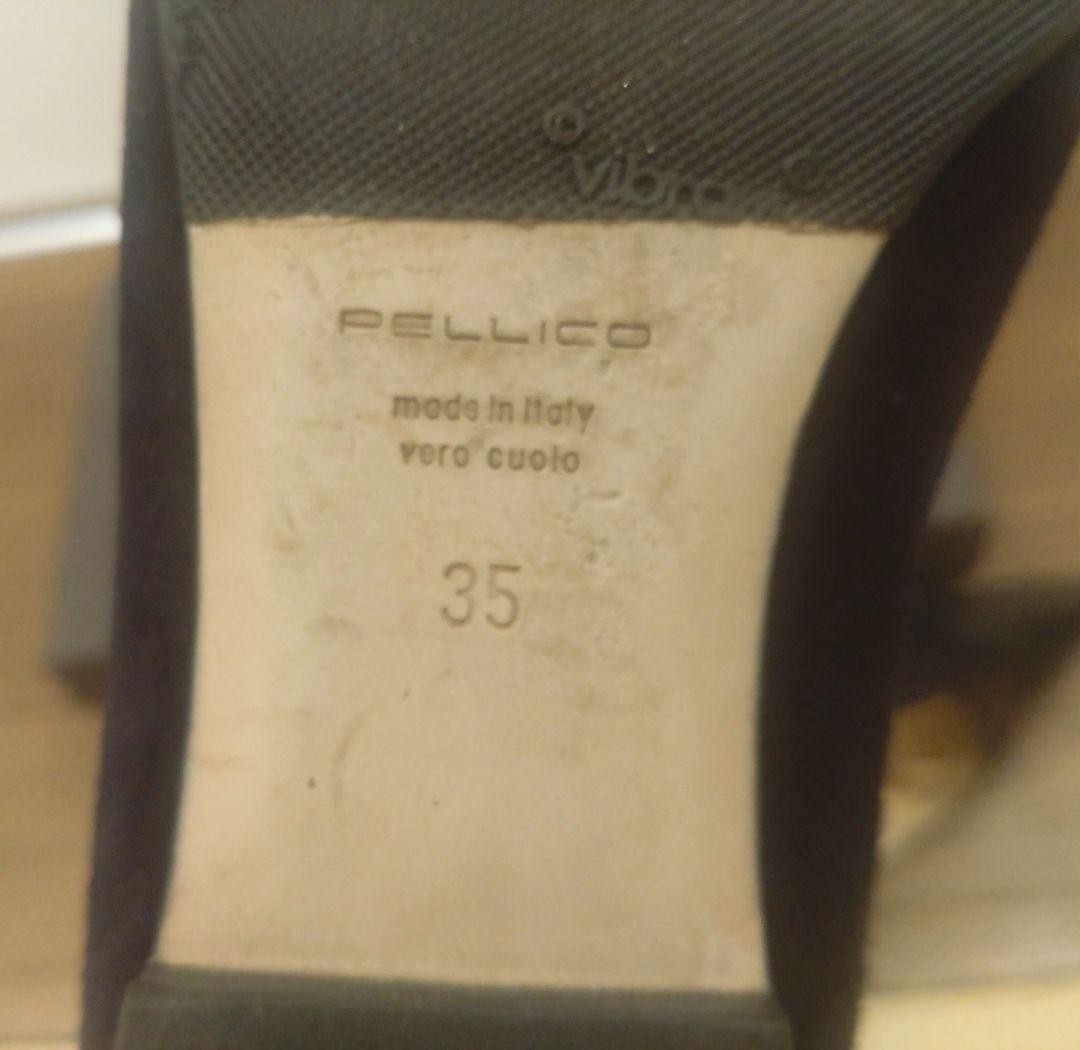 vibram
PELLICO
made in italy
vero cuoio
35